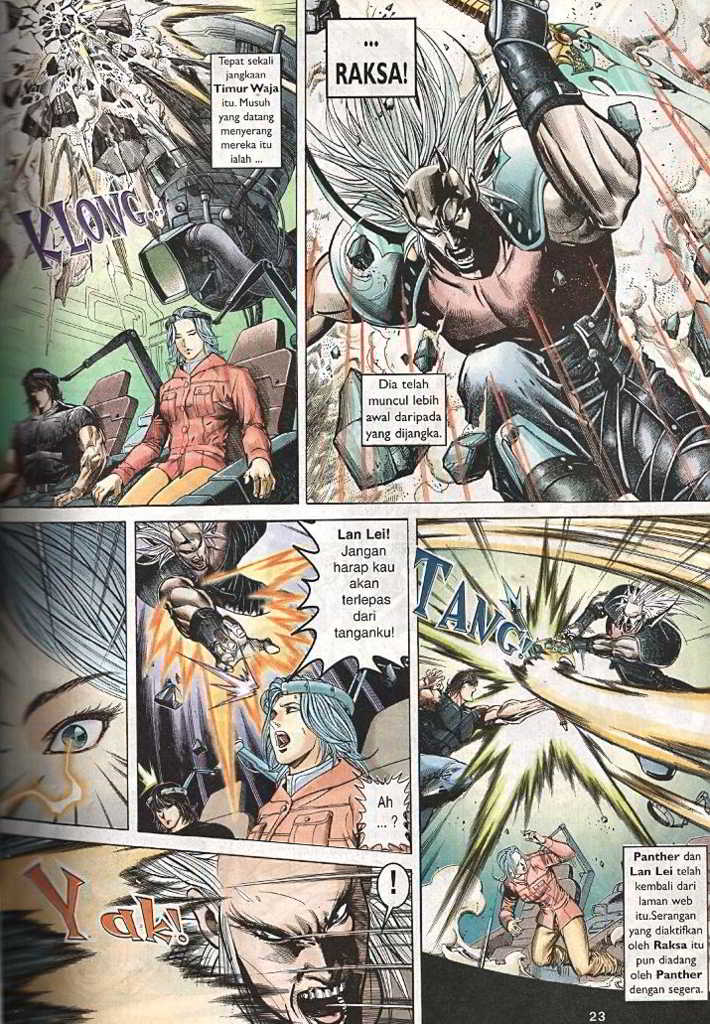 Tepat sekali
jangkaan
Timur Waja
itu. Musuh
yang datang
menyerang
mereka itu
ialah ...
KLONG...
...
RAKSA!
Dia telah
muncul lebih
awal daripada
yang dijangka.
Lan Lei!
Jangan
harap kau
akan
terlepas
dari
tanganku!
Ah
... ?
TANG!
Yak!
!
Panther dan
Lan Lei telah
kembali dari
laman web
itu.Serangan
yang diaktifkan
oleh Raksa itu
pun diadang
oleh Panther
dengan segera.
23